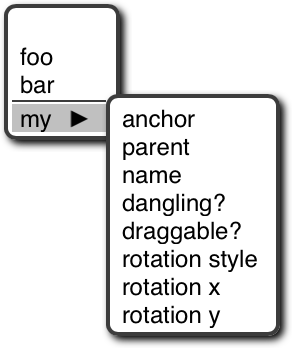 foo
bar
my ▶
anchor
parent
name
dangling?
draggable?
rotation style
rotation x
rotation y